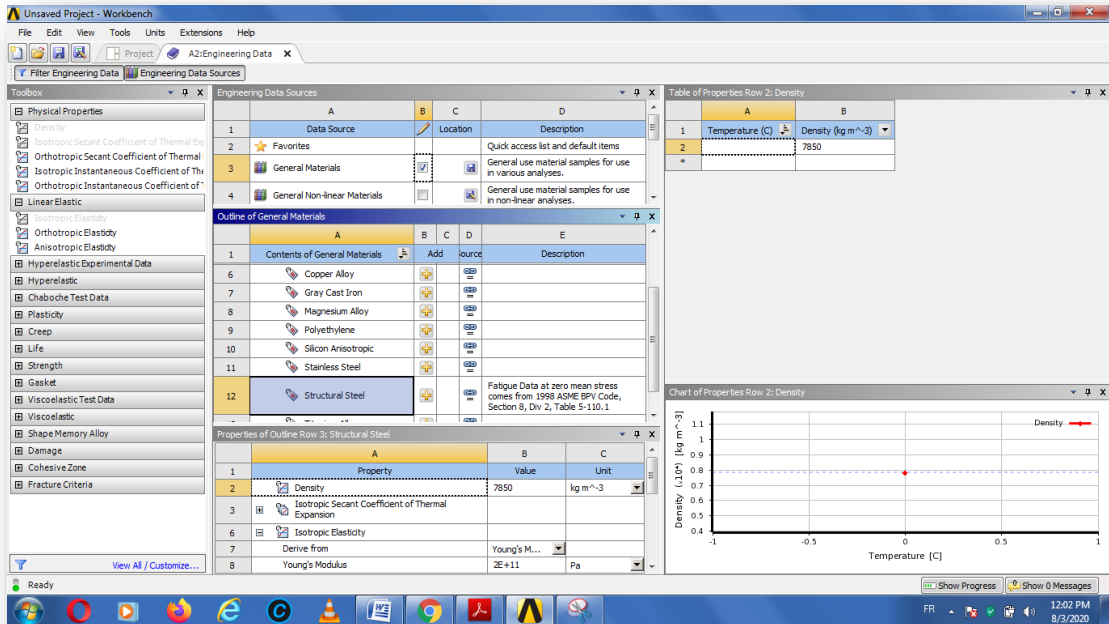 Unsaved Project - Workbench
File Edit View Tools Units Extensions Help
Project A2:Engineering Data X
Filter Engineering Data Engineering Data Sources
Toolbox
Physical Properties
Density
Isotropic Secant Coefficient of Thermal Exp
Orthotropic Secant Coefficient of Thermal
Isotropic Instantaneous Coefficient of The
Orthotropic Instantaneous Coefficient of T
Linear Elastic
Isotropic Elasticity
Orthotropic Elasticity
Anisotropic Elasticity
Hyperelastic Experimental Data
Hyperelastic
Chaboche Test Data
Plasticity
Creep
Life
Strength
Gasket
Viscoelastic Test Data
Viscoelastic
Shape Memory Alloy
Damage
Cohesive Zone
Fracture Criteria
View All / Customize...
Engineering Data Sources
A B C D
1 Data Source Location Description
2 Favorites Quick access list and default items
3 General Materials General use material samples for use
in various analyses.
4 General Non-linear Materials General use material samples for use
in non-linear analyses.
Outline of General Materials
A B C D E
1 Contents of General Materials Add ource Description
6 Copper Alloy
7 Gray Cast Iron
8 Magnesium Alloy
9 Polyethylene
10 Silicon Anisotropic
11 Stainless Steel
12 Structural Steel Fatigue Data at zero mean stress
comes from 1998 ASME BPV Code,
Section 8, Div 2, Table 5-110.1
Properties of Outline Row 3: Structural Steel
A B C
1 Property Value Unit
2 Density 7850 kg m^-3
3 Isotropic Secant Coefficient of Thermal
Expansion
6 Isotropic Elasticity
7 Derive from Young's M...
8 Young's Modulus 2E+11 Pa
Table of Properties Row 2: Density
A B
1 Temperature (C) Density (kg m^-3)
2 7850
*
Chart of Properties Row 2: Density
Density
Density (.10⁴) [kg m^-3]
1.1
1
0.9
0.8
0.7
0.6
0.5
0.4
-1 -0.5 0 0.5 1
Temperature [C]
Ready
Show Progress Show 0 Messages
FR 12:02 PM
8/3/2020